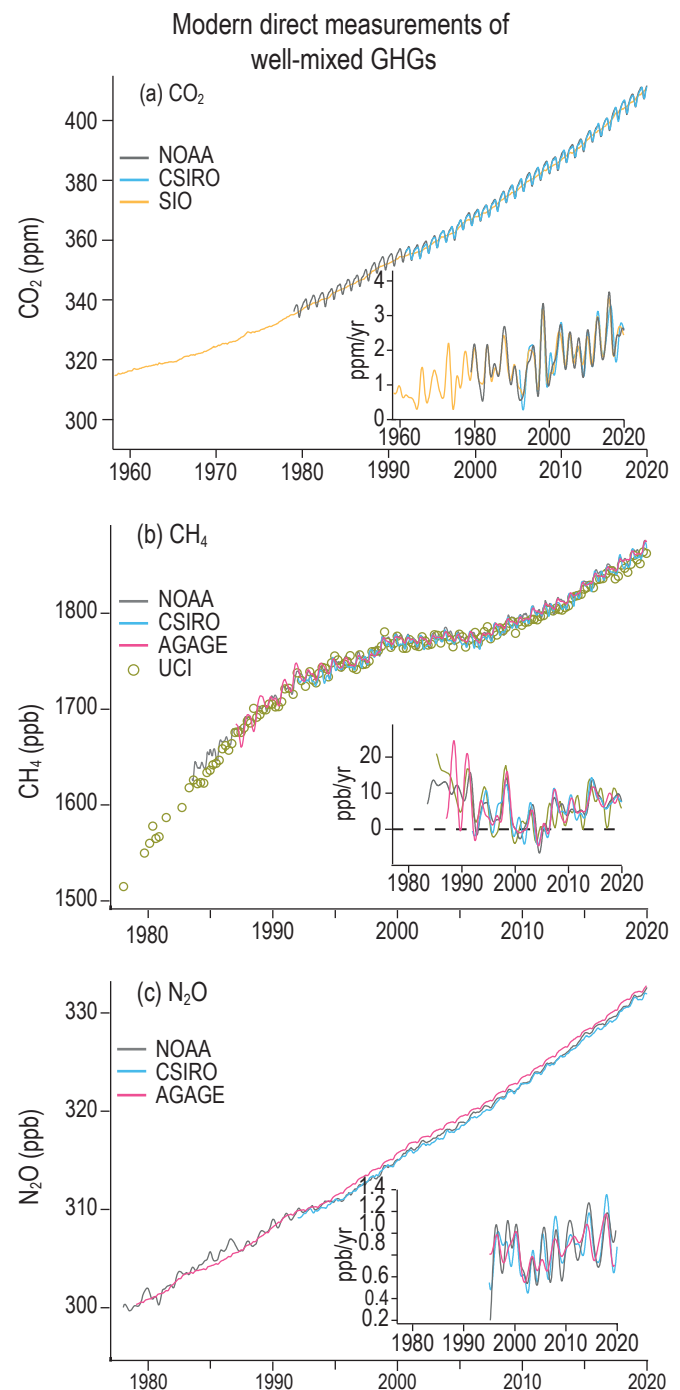 Modern direct measurements of
well-mixed GHGs
(a) CO₂
NOAA
CSIRO
SIO
CO₂ (ppm)
400
380
360
340
320
300
1960
1970
1980
1990
2000
2010
2020
ppm/yr
4
3
2
1
0
1960
1980
2000
2020
(b) CH₄
NOAA
CSIRO
AGAGE
UCI
CH₄ (ppb)
1800
1700
1600
1500
1980
1990
2000
2010
2020
ppb/yr
20
10
0
1980
1990
2000
2010
2020
(c) N₂O
NOAA
CSIRO
AGAGE
N₂O (ppb)
330
320
310
300
1980
1990
2000
2010
2020
ppb/yr
1.4
1.2
1.0
0.8
0.6
0.4
0.2
1980
1990
2000
2010
2020